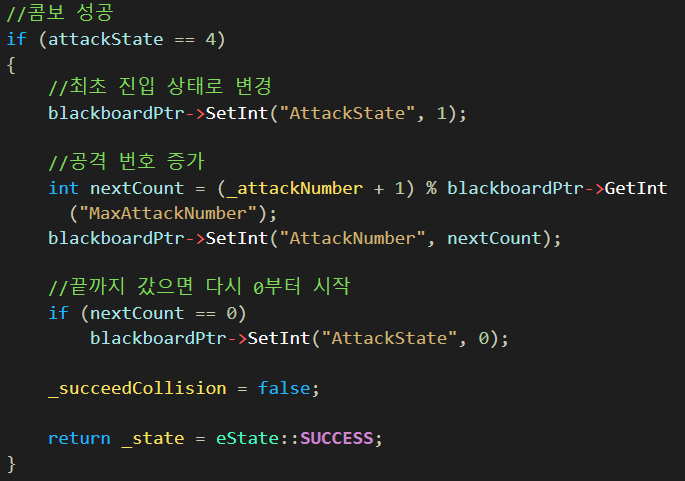 //콤보 성공
if (attackState == 4)
{
    //최초 진입 상태로 변경
    blackboardPtr->SetInt("AttackState", 1);

    //공격 번호 증가
    int nextCount = (_attackNumber + 1) % blackboardPtr->GetInt
      ("MaxAttackNumber");
    blackboardPtr->SetInt("AttackNumber", nextCount);

    //끝까지 갔으면 다시 0부터 시작
    if (nextCount == 0)
        blackboardPtr->SetInt("AttackState", 0);

    _succeedCollision = false;

    return _state = eState::SUCCESS;
}